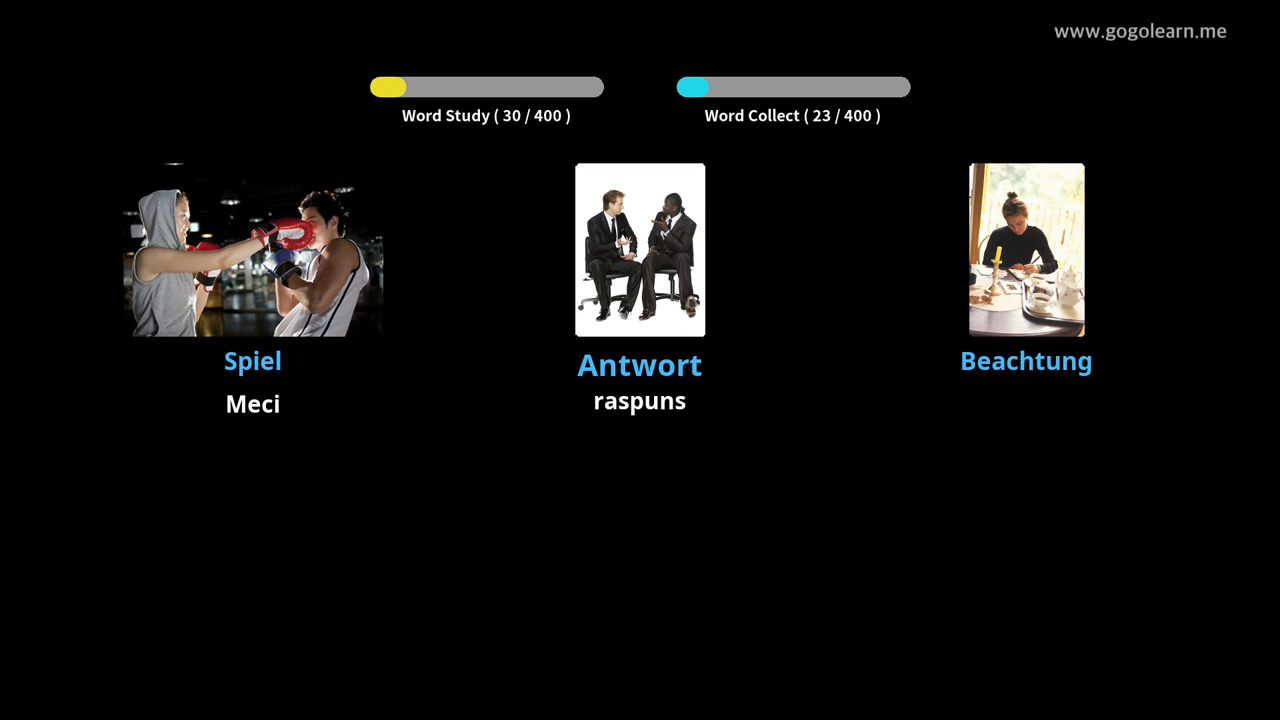 www.gogolearn.me
Word Study ( 30 / 400 )
Word Collect ( 23 / 400 )
Spiel
Antwort
Beachtung
Meci
raspuns